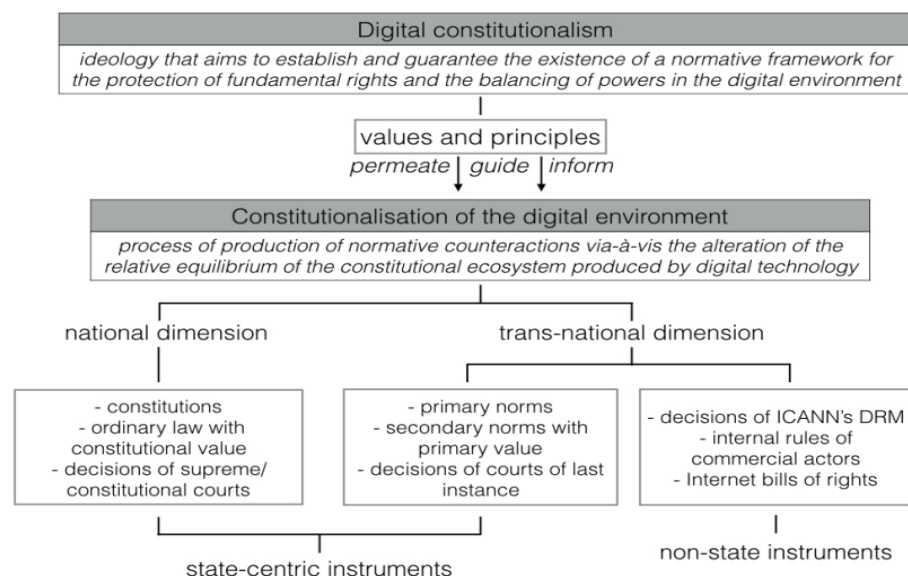 Digital constitutionalism
ideology that aims to establish and guarantee the existence of a normative framework for
the protection of fundamental rights and the balancing of powers in the digital environment
values and principles
permeate guide inform
Constitutionalisation of the digital environment
process of production of normative counteractions via-à-vis the alteration of the
relative equilibrium of the constitutional ecosystem produced by digital technology
national dimension
trans-national dimension
- constitutions
- ordinary law with
constitutional value
- decisions of supreme/
constitutional courts
- primary norms
- secondary norms with
primary value
- decisions of courts of last
instance
- decisions of ICANN's DRM
- internal rules of
commercial actors
- Internet bills of rights
state-centric instruments
non-state instruments